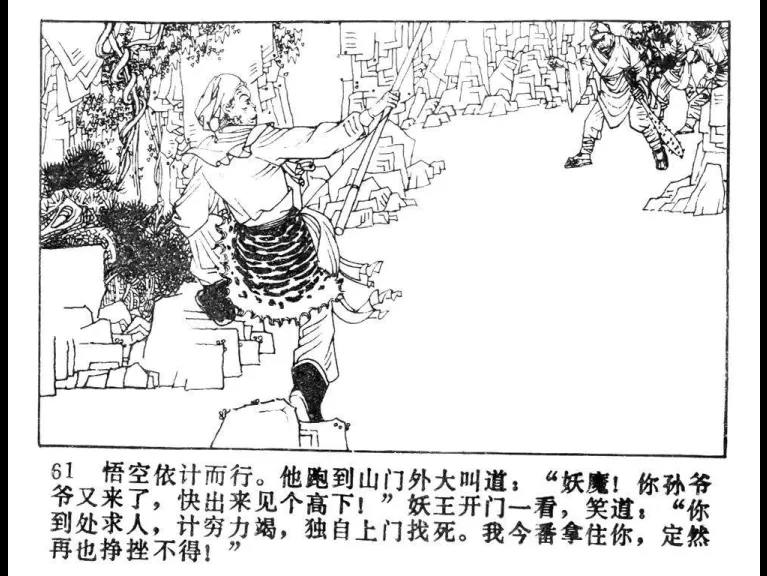 61 悟空依计而行。他跑到山门外大叫道：“妖魔！你孙爷
爷又来了，快出来见个高下！”妖王开门一看，笑道：“你
到处求人，计穷力竭，独自上门找死。我今番拿住你，定然
再也挣挫不得！”